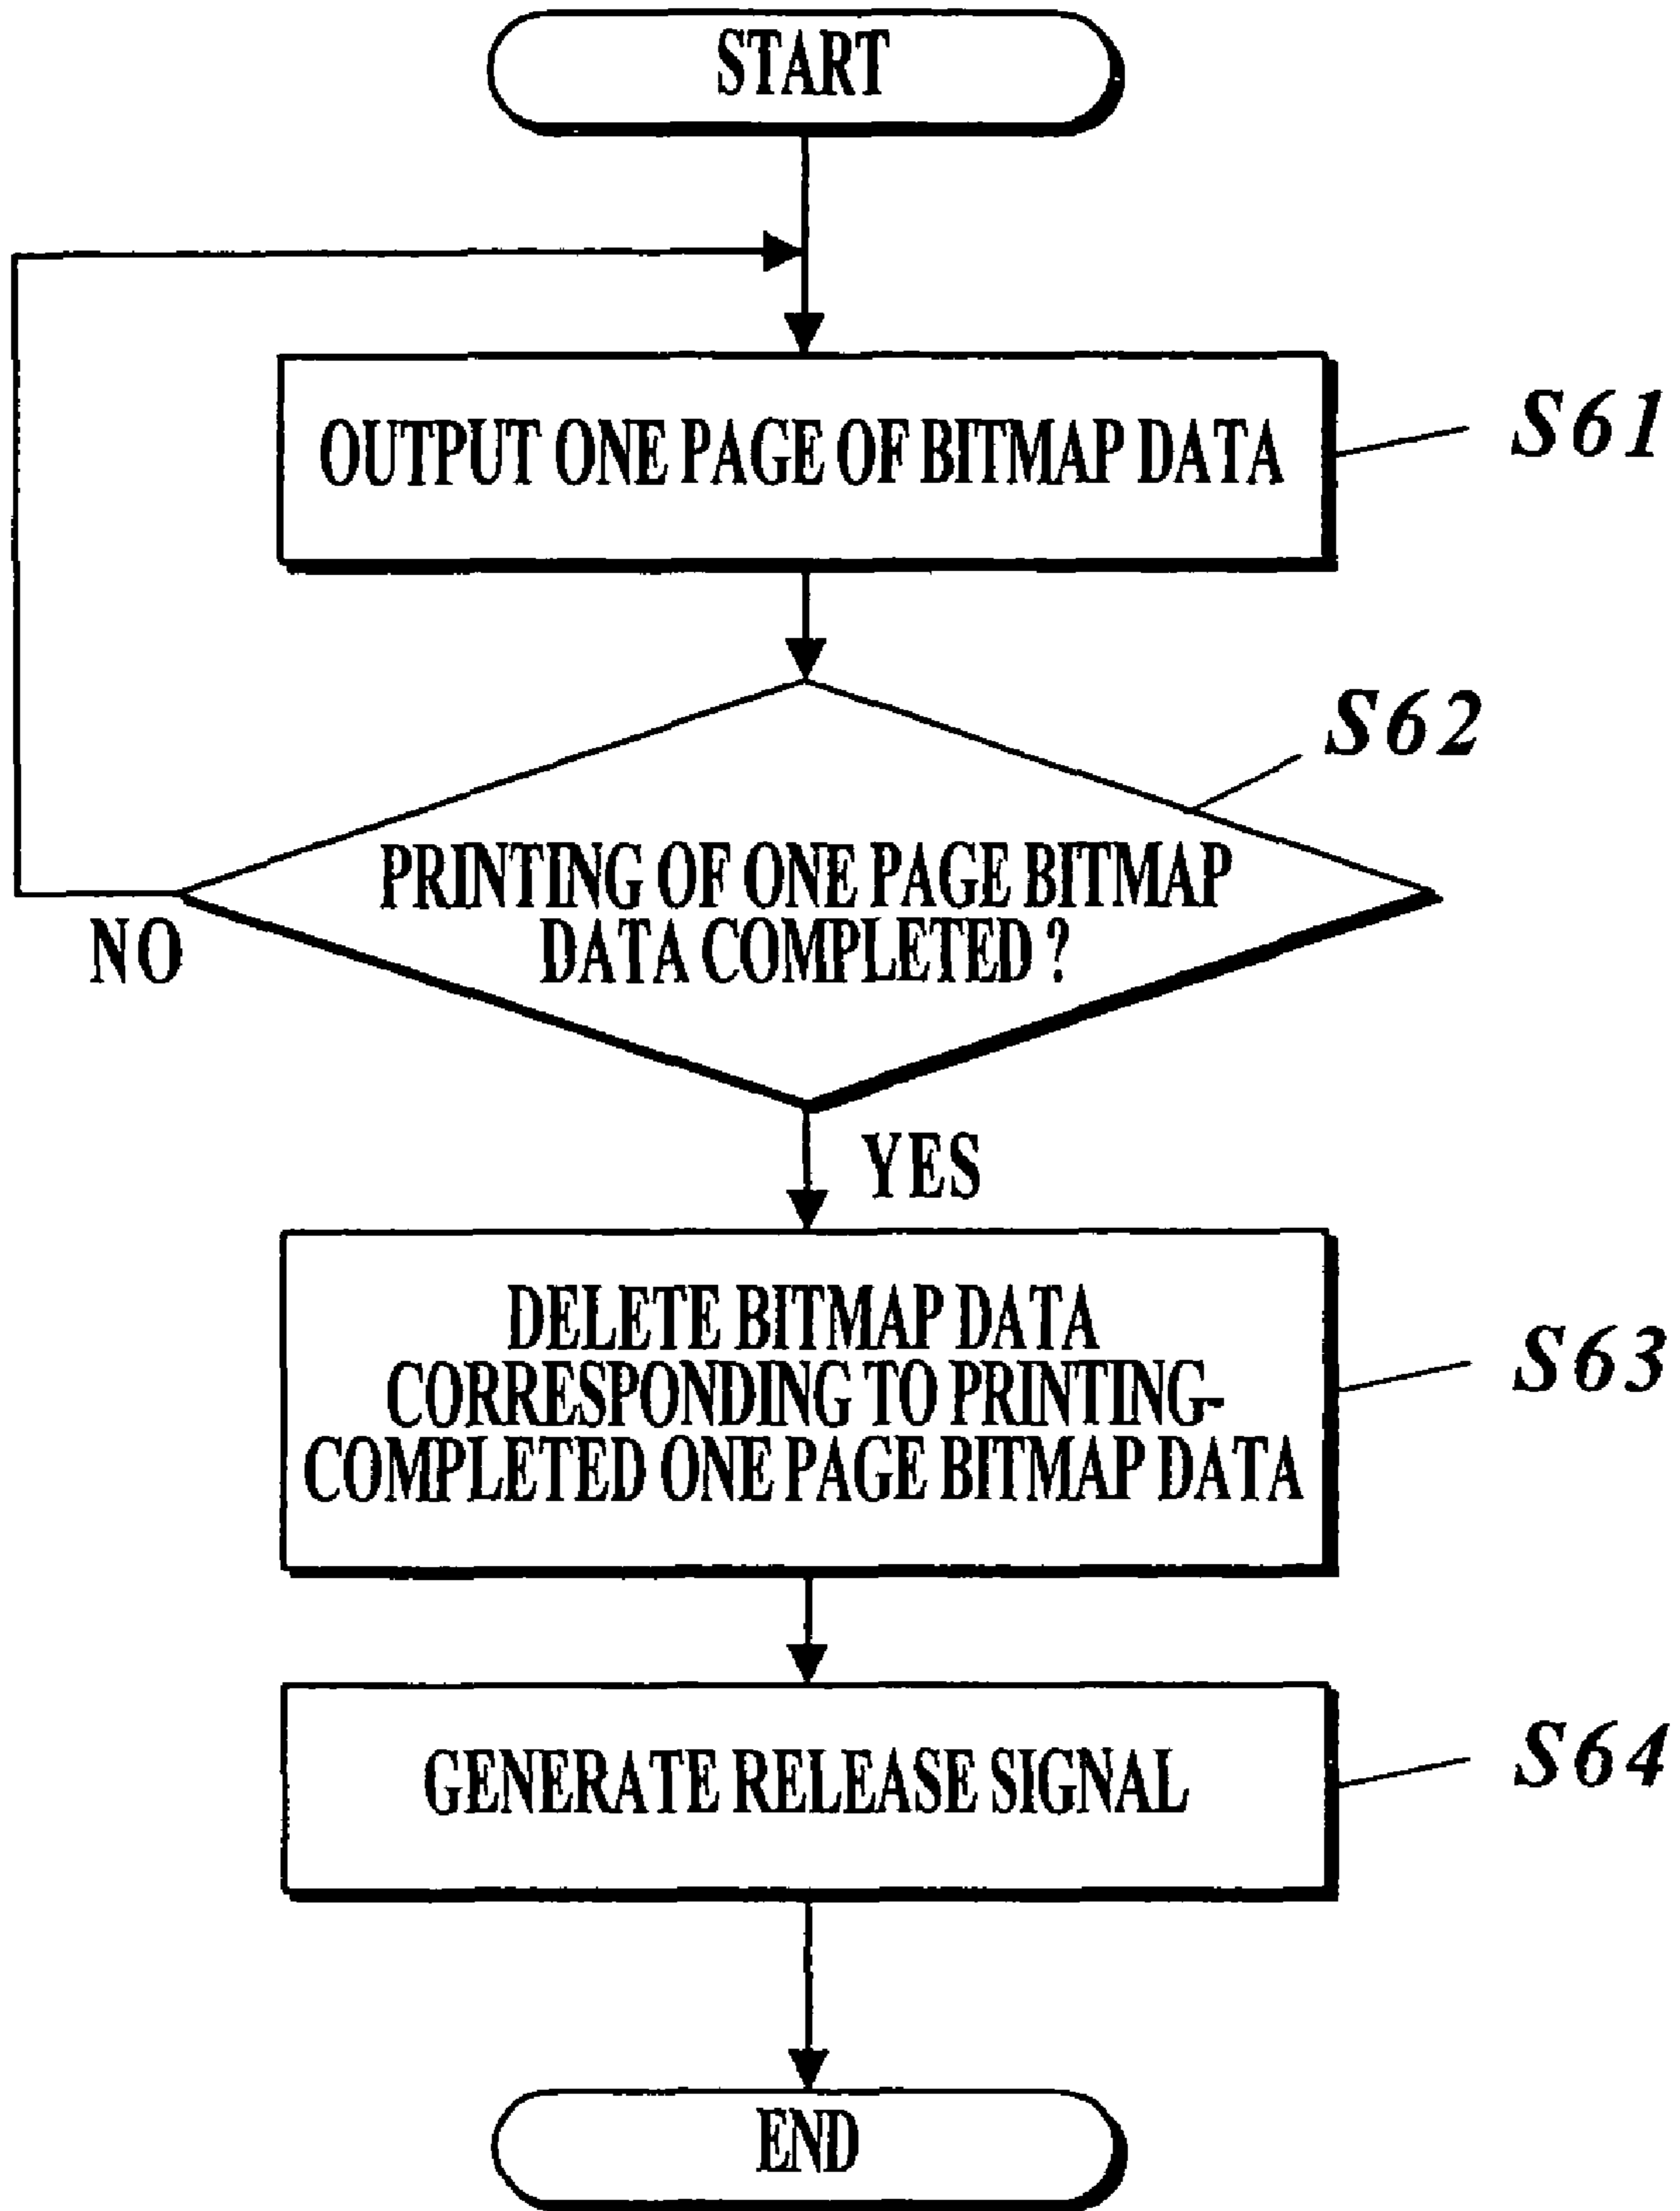 START
OUTPUT ONE PAGE OF BITMAP DATA
S61
S62
PRINTING OF ONE PAGE BITMAP
DATA COMPLETED ?
NO
YES
DELETE BITMAP DATA
CORRESPONDING TO PRINTING-
COMPLETED ONE PAGE BITMAP DATA
S63
GENERATE RELEASE SIGNAL
S64
END